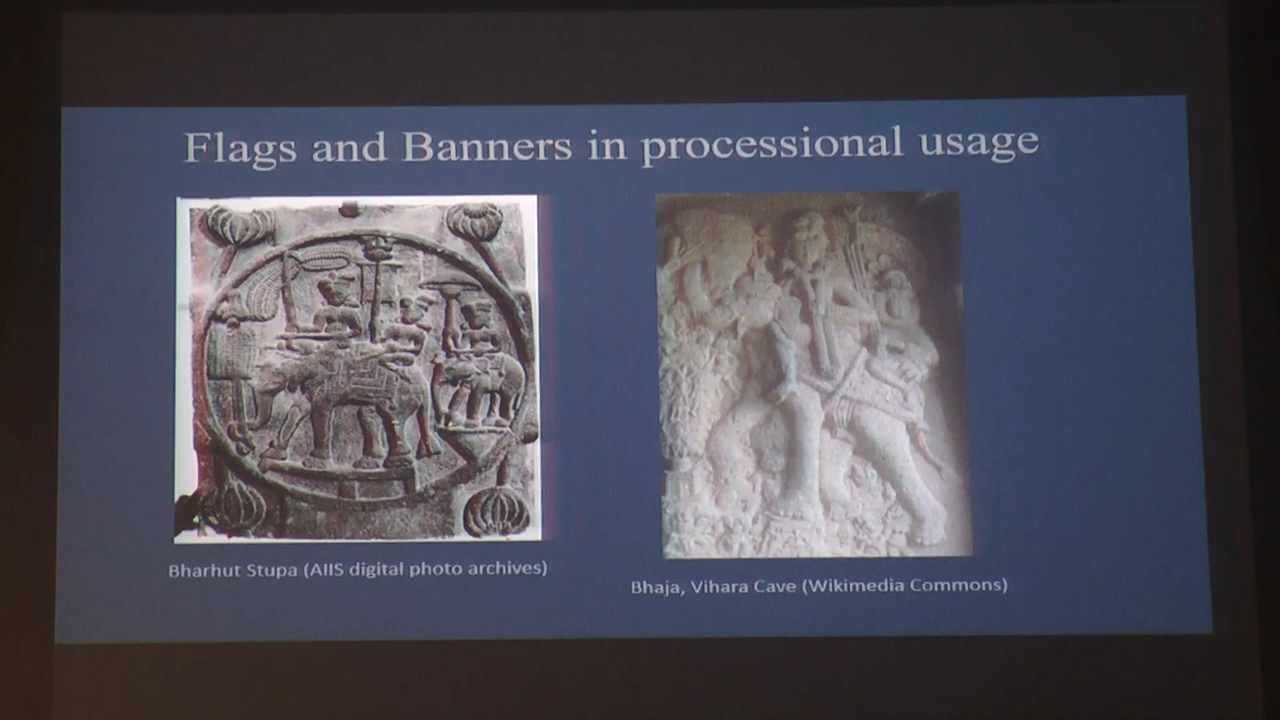 Flags and Banners in processional usage
Bharhut Stupa (AIIS digital photo archives)
Bhaja, Vihara Cave (Wikimedia Commons)